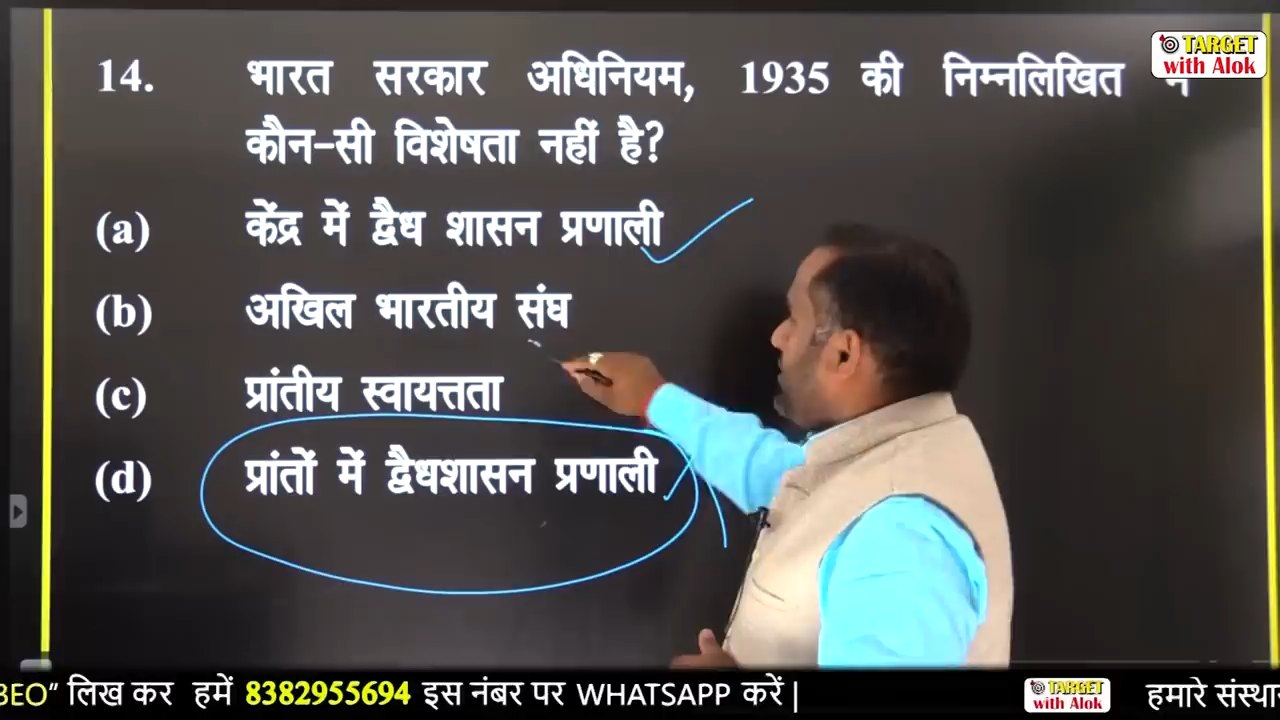 TARGET
with Alok
14. भारत सरकार अधिनियम, 1935 की निम्नलिखित
कौन-सी विशेषता नहीं है?
(a) केंद्र में द्वैध शासन प्रणाली
(b) अखिल भारतीय संघ
(c) प्रांतीय स्वायत्तता
(d) प्रांतों में द्वैधशासन प्रणाली
BEO" लिख कर हमें 8382955694 इस नंबर पर WHATSAPP करें |
TARGET
with Alok
हमारे